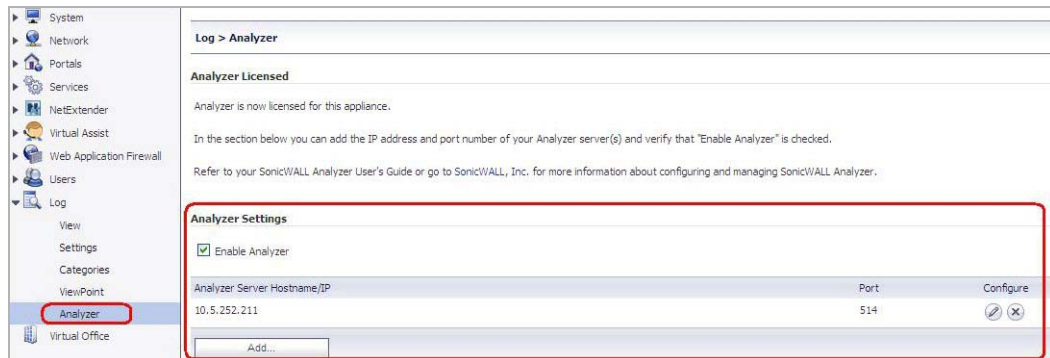 System
Network
Portals
Services
NetExtender
Virtual Assist
Web Application Firewall
Users
Log
View
Settings
Categories
ViewPoint
Analyzer
Virtual Office
Log > Analyzer
Analyzer Licensed
Analyzer is now licensed for this appliance.
In the section below you can add the IP address and port number of your Analyzer server(s) and verify that "Enable Analyzer" is checked.
Refer to your SonicWALL Analyzer User's Guide or go to SonicWALL, Inc. for more information about configuring and managing SonicWALL Analyzer.
Analyzer Settings
Enable Analyzer
Analyzer Server Hostname/IP Port Configure
10.5.252.211 514
Add...